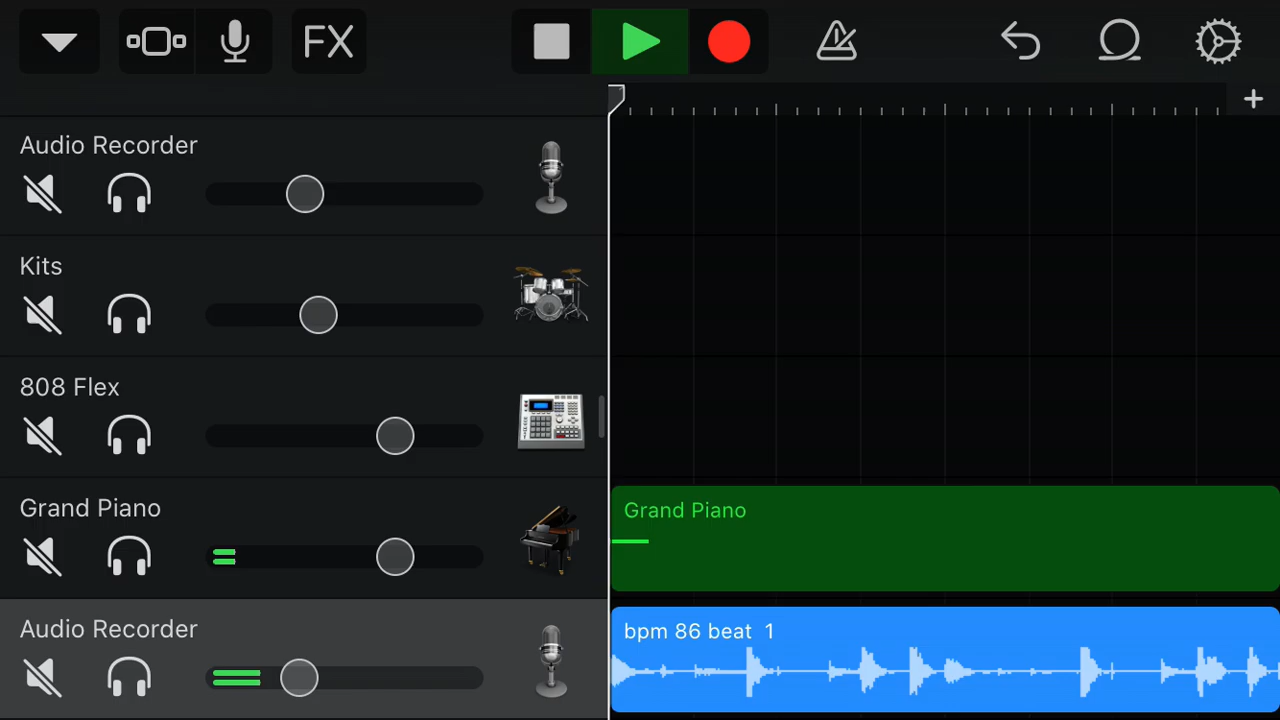 FX
Audio Recorder
Kits
808 Flex
Grand Piano
Grand Piano
Audio Recorder
bpm 86 beat 1